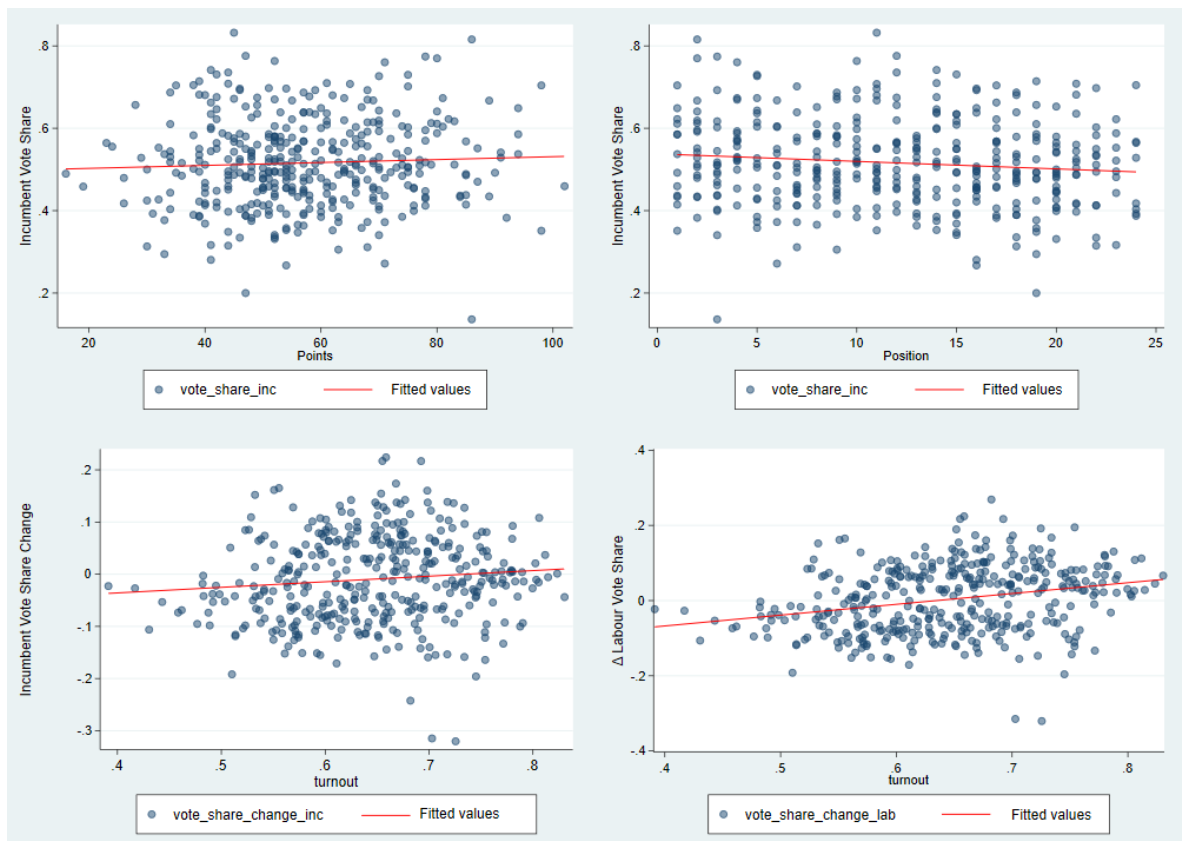 Incumbent Vote Share
.8
.6
.4
.2
20 40 60 80 100
Points
vote_share_inc Fitted values
Incumbent Vote Share
.8
.6
.4
.2
0 5 10 15 20 25
Position
vote_share_inc Fitted values
Incumbent Vote Share Change
.2
.1
0
-.1
-.2
-.3
.4 .5 .6 .7 .8
turnout
vote_share_change_inc Fitted values
Δ Labour Vote Share
.4
.2
0
-.2
-.4
.4 .5 .6 .7 .8
turnout
vote_share_change_lab Fitted values